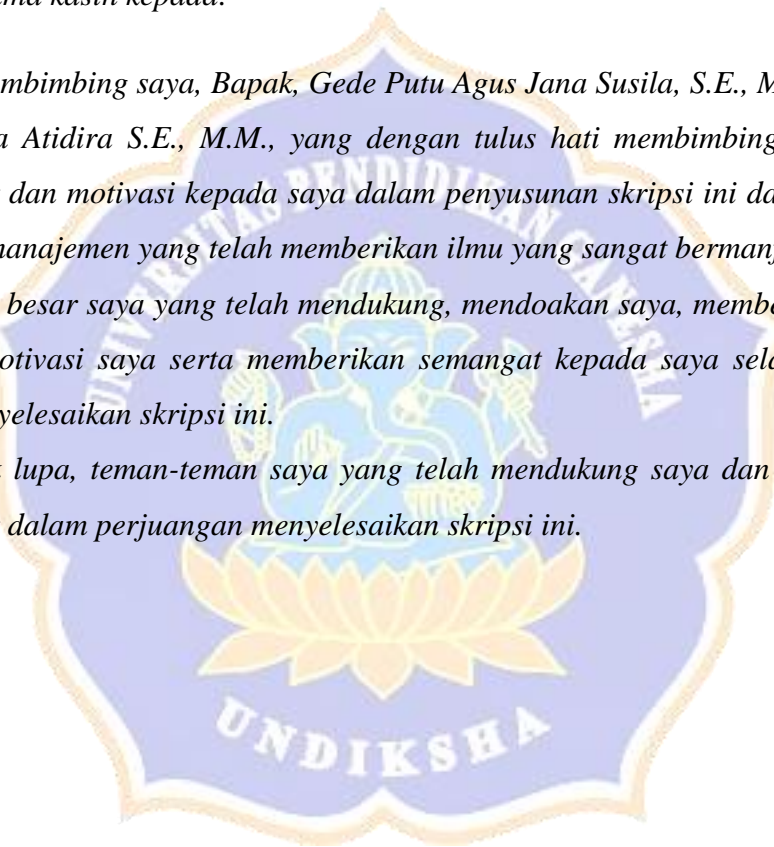 kasih kepada:
mbimbing saya, Bapak, Gede Putu Agus Jana Susila, S.E., M
a Atidira S.E., M.M., yang dengan tulus hati membimbing
dan motivasi kepada saya dalam penyusunan skripsi ini da
anajemen yang telah memberikan ilmu yang sangat berman
besar saya yang telah mendukung, mendoakan saya, membe
otivasi saya serta memberikan semangat kepada saya sela
yelesaikan skripsi ini.
lupa, teman-teman saya yang telah mendukung saya dan
dalam perjuangan menyelesaikan skripsi ini.
UNIVERSITAS PENDIDIKAN GANESHA
UNDIKSHA